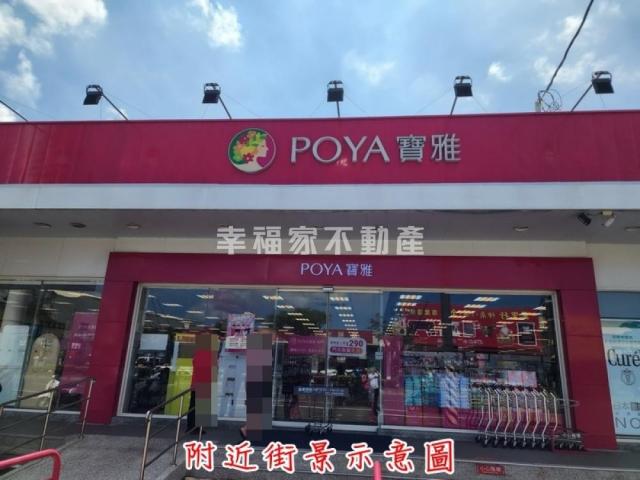 POYA 寶雅
幸福家不動產
POYA 寶雅
290
Curé
附近街景示意圖